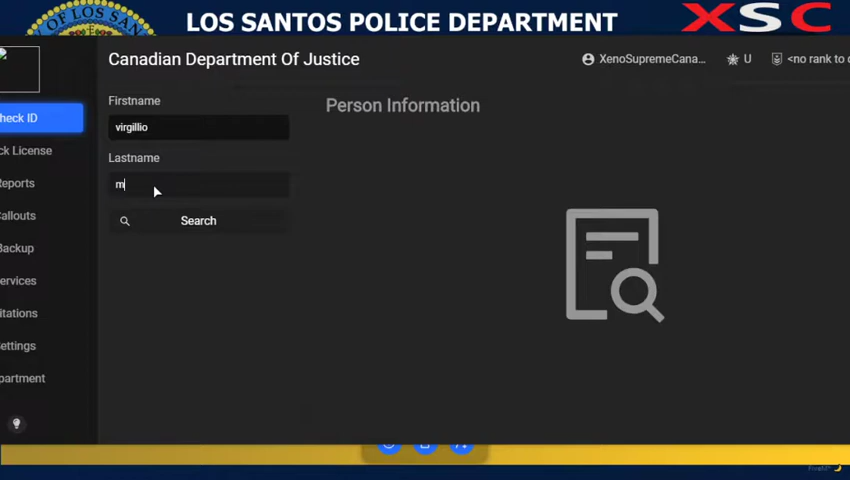 LOS SANTOS POLICE DEPARTMENT
XSC
Canadian Department Of Justice
XenoSupremeCana...
U
<no rank to
Firstname
virgillio
Lastname
m
Search
Person Information
heck ID
ck License
Reports
Callouts
Backup
ervices
itations
ettings
partment